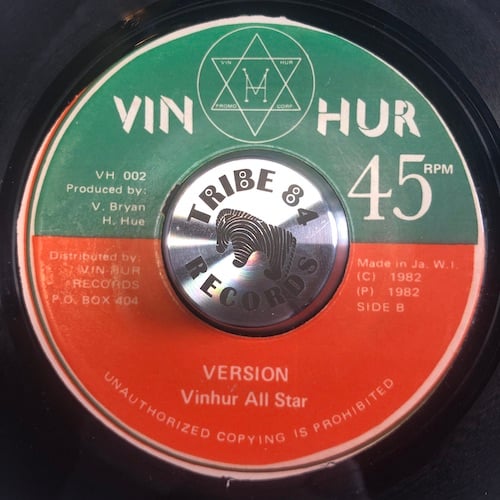 VIN HUR
PROMO CORP.
VH
VIN HUR
45 RPM
VH 002
Produced by:
V. Bryan
H. Hue
TRIBE 84
RECORDS
Distributed by:
VIN-HUR
RECORDS
P.O. BOX 404
Made in Ja. W.I.
(C) 1982
(P) 1982
SIDE B
VERSION
Vinhur All Star
UNAUTHORIZED COPYING IS PROHIBITED